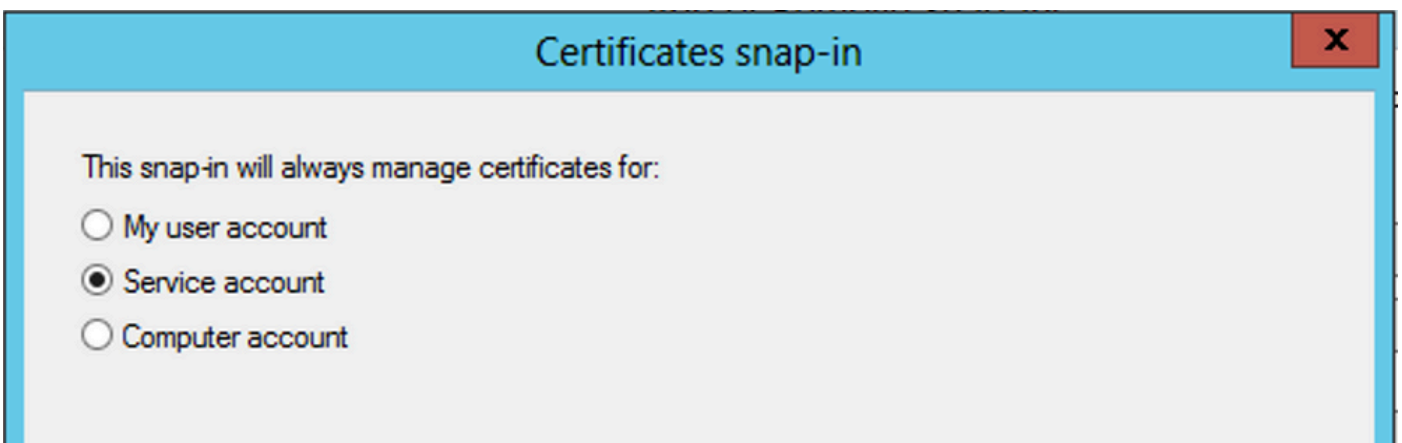 Certificates snap-in
x
This snap-in will always manage certificates for:
My user account
Service account
Computer account